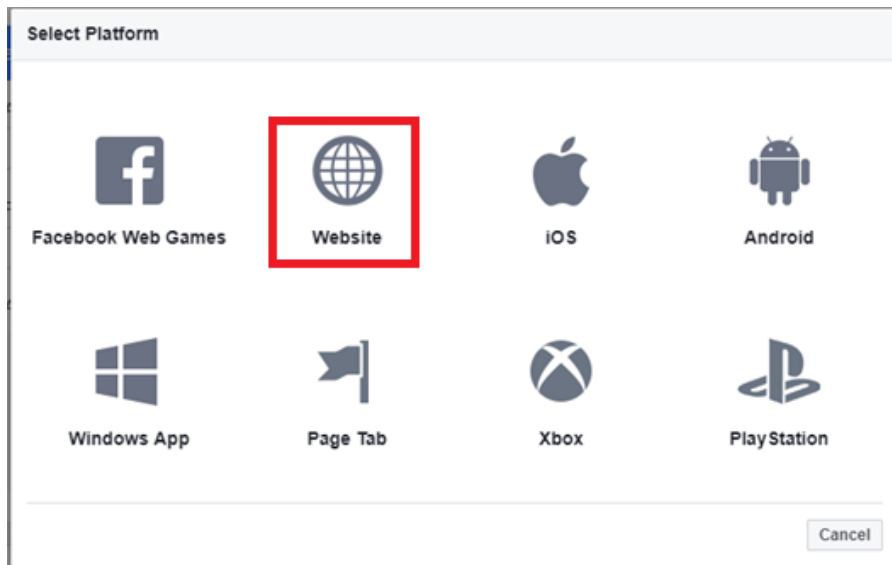 Select Platform
Facebook Web Games
Website
iOS
Android
Windows App
Page Tab
Xbox
PlayStation
Cancel